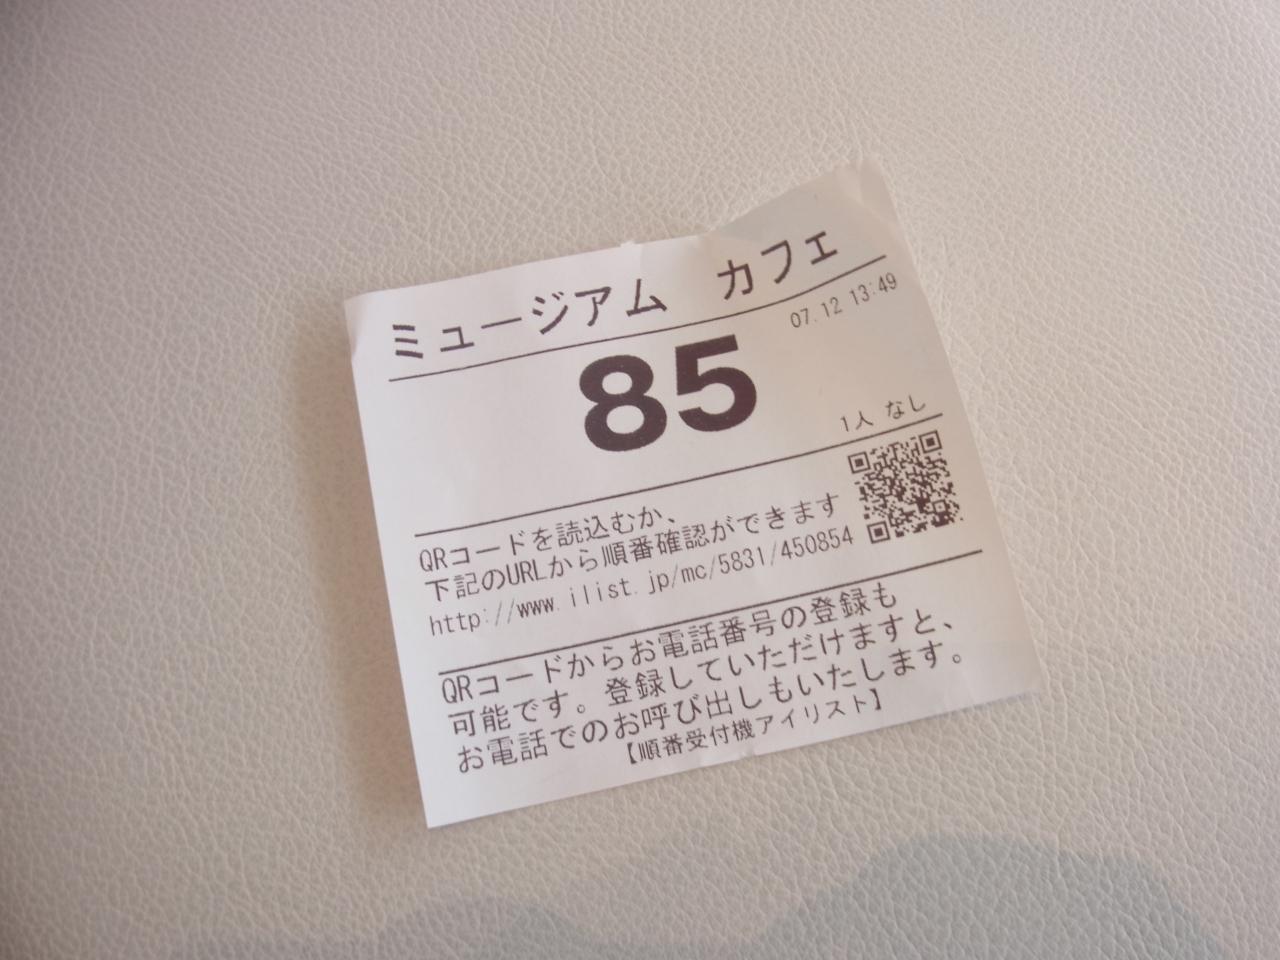 ミュージアム　カフェ
07.12 13:49
85
1人 なし
QRコードを読込むか、
下記のURLから順番確認ができます
http://www.ilist.jp/mc/5831/450854
QRコードからお電話番号の登録も
可能です。登録していただけますと、
お電話でのお呼び出しもいたします。
【順番受付機アイリスト】